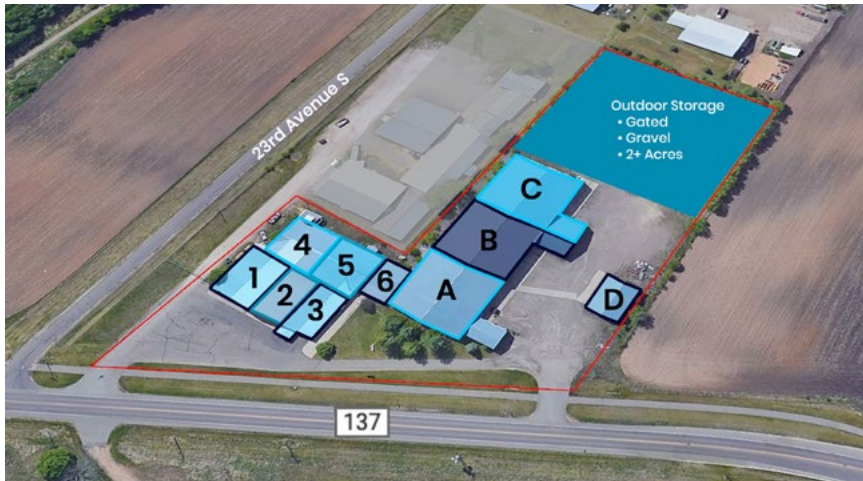 23rd Avenue S
Outdoor Storage
• Gated
• Gravel
• 2+ Acres
C
B
4
1
5
6
2
3
A
D
137